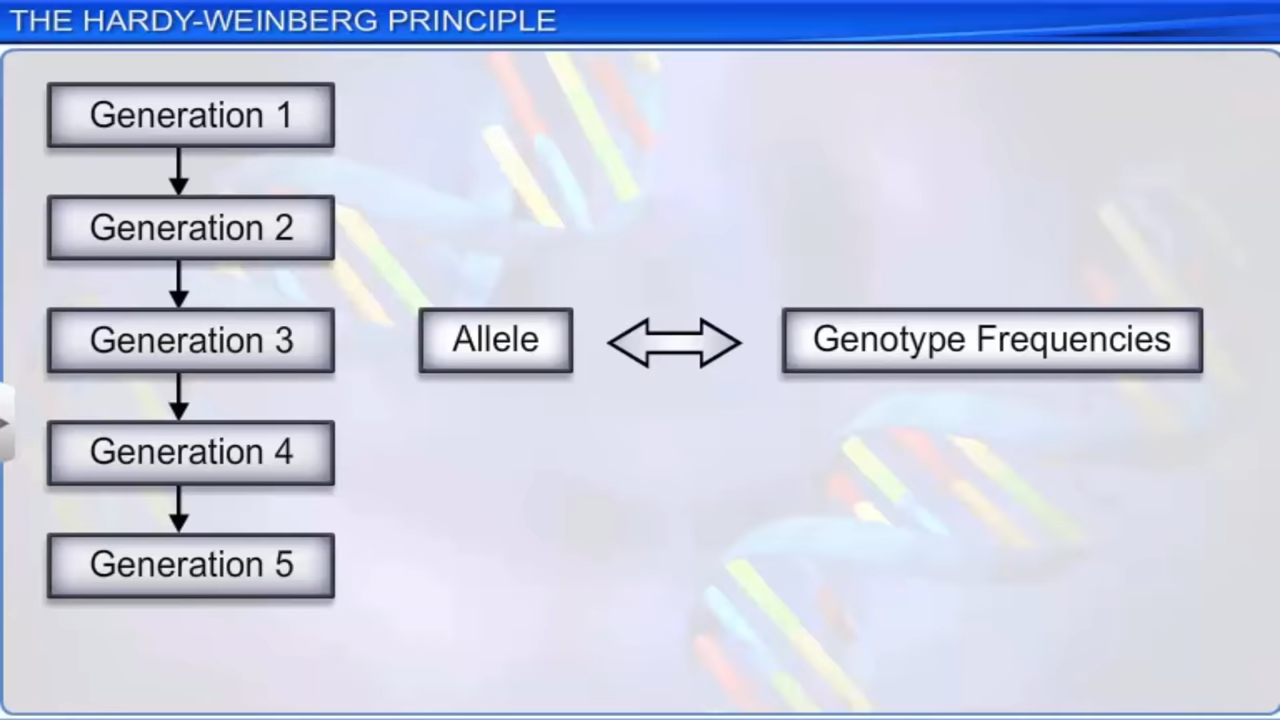 THE HARDY-WEINBERG PRINCIPLE
Generation 1
Generation 2
Generation 3
Allele
Genotype Frequencies
Generation 4
Generation 5